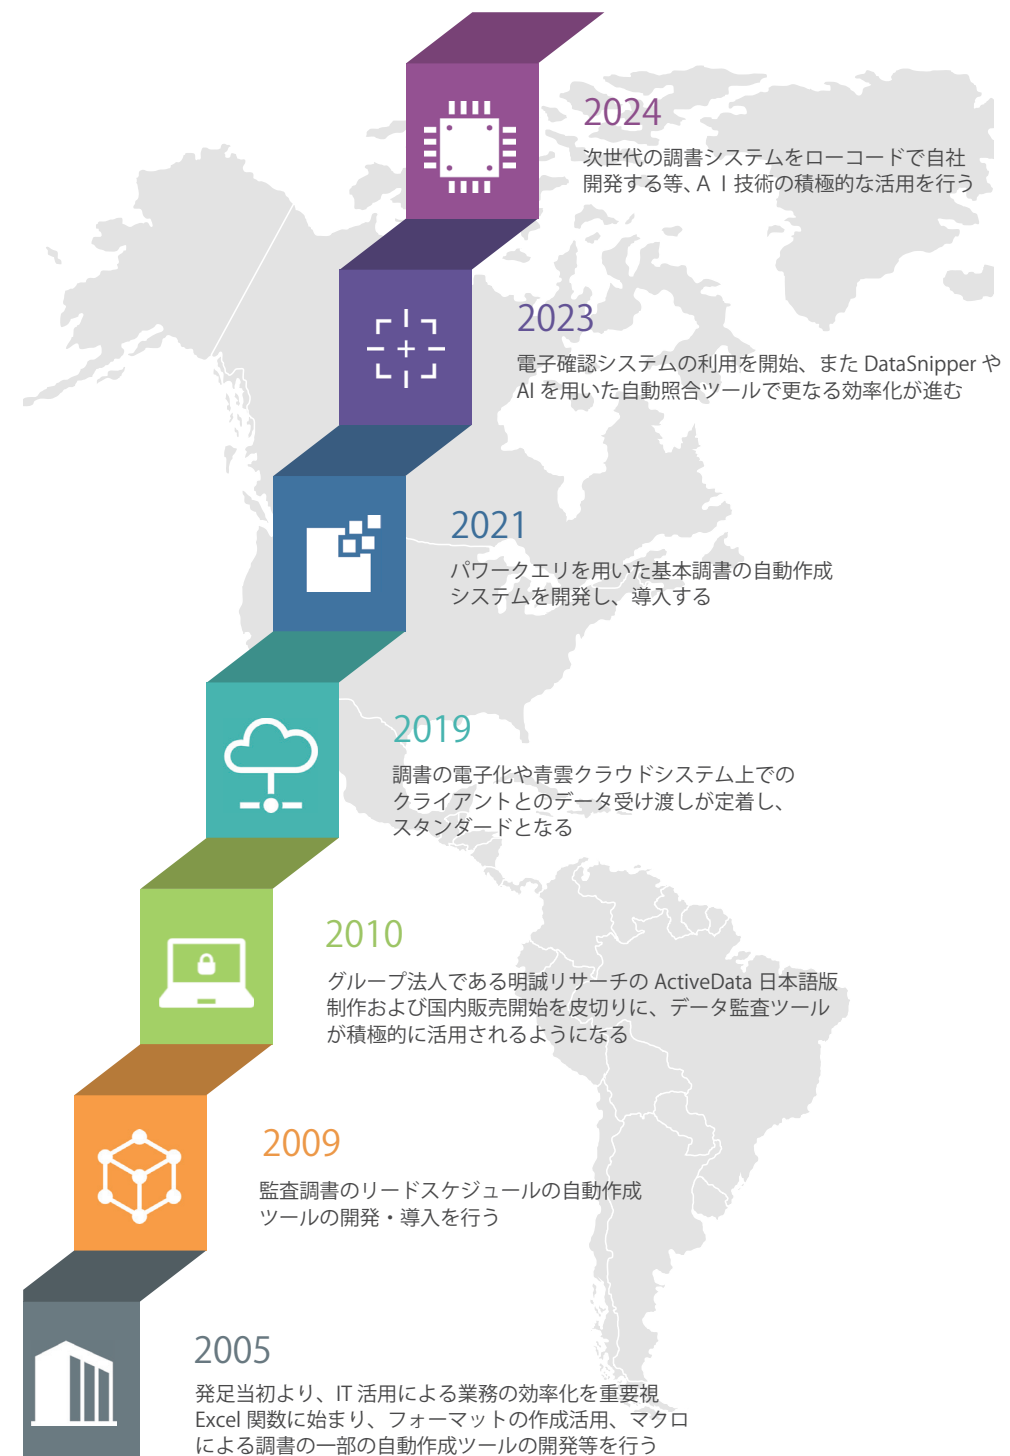 2024
次世代の調書システムをローコードで自社
開発する等、ＡＩ技術の積極的な活用を行う
2023
電子確認システムの利用を開始、また DataSnipper や
AI を用いた自動照合ツールで更なる効率化が進む
2021
パワークエリを用いた基本調書の自動作成
システムを開発し、導入する
2019
調書の電子化や青雲クラウドシステム上での
クライアントとのデータ受け渡しが定着し、
スタンダードとなる
2010
グループ法人である明誠リサーチの ActiveData 日本語版
制作および国内販売開始を皮切りに、データ監査ツール
が積極的に活用されるようになる
2009
監査調書のリードスケジュールの自動作成
ツールの開発・導入を行う
2005
発足当初より、IT 活用による業務の効率化を重要視
Excel 関数に始まり、フォーマットの作成活用、マクロ
による調書の一部の自動作成ツールの開発等を行う